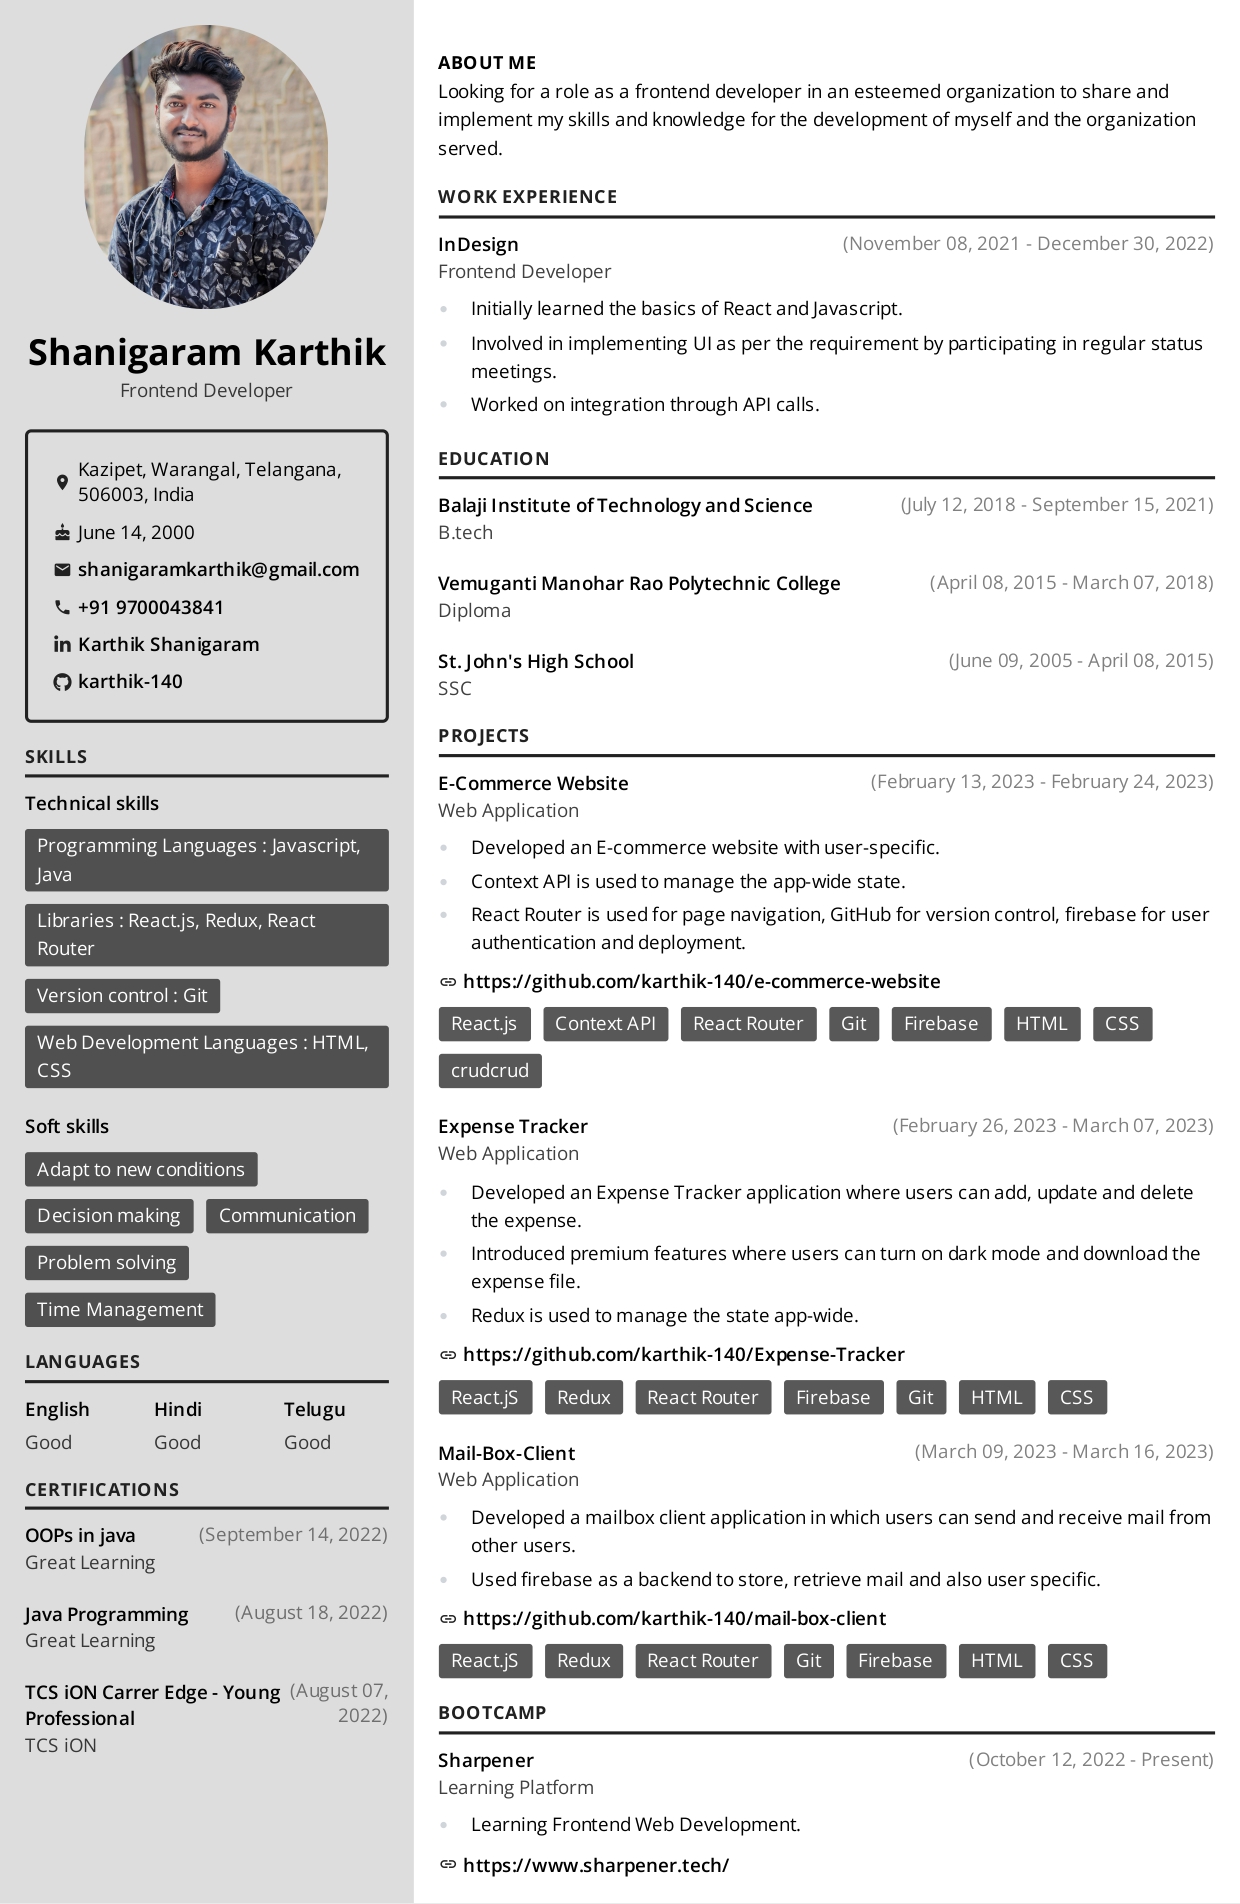 Shanigaram Karthik
Frontend Developer
Kazipet, Warangal, Telangana,
506003, India
June 14, 2000
shanigaramkarthik@gmail.com
+91 9700043841
Karthik Shanigaram
karthik-140
SKILLS
Technical skills
Programming Languages : Javascript,
Java
Libraries : React.js, Redux, React
Router
Version control : Git
Web Development Languages : HTML,
CSS
Soft skills
Adapt to new conditions
Decision making Communication
Problem solving
Time Management
LANGUAGES
English Hindi Telugu
Good Good Good
CERTIFICATIONS
OOPs in java (September 14, 2022)
Great Learning
Java Programming (August 18, 2022)
Great Learning
TCS iON Carrer Edge - Young (August 07,
Professional 2022)
TCS iON
ABOUT ME
Looking for a role as a frontend developer in an esteemed organization to share and
implement my skills and knowledge for the development of myself and the organization
served.
WORK EXPERIENCE
InDesign (November 08, 2021 - December 30, 2022)
Frontend Developer
• Initially learned the basics of React and Javascript.
• Involved in implementing UI as per the requirement by participating in regular status
meetings.
• Worked on integration through API calls.
EDUCATION
Balaji Institute of Technology and Science (July 12, 2018 - September 15, 2021)
B.tech
Vemuganti Manohar Rao Polytechnic College (April 08, 2015 - March 07, 2018)
Diploma
St. John's High School (June 09, 2005 - April 08, 2015)
SSC
PROJECTS
E-Commerce Website (February 13, 2023 - February 24, 2023)
Web Application
• Developed an E-commerce website with user-specific.
• Context API is used to manage the app-wide state.
• React Router is used for page navigation, GitHub for version control, firebase for user
authentication and deployment.
https://github.com/karthik-140/e-commerce-website
React.js Context API React Router Git Firebase HTML CSS
crudcrud
Expense Tracker (February 26, 2023 - March 07, 2023)
Web Application
• Developed an Expense Tracker application where users can add, update and delete
the expense.
• Introduced premium features where users can turn on dark mode and download the
expense file.
• Redux is used to manage the state app-wide.
https://github.com/karthik-140/Expense-Tracker
React.jS Redux React Router Firebase Git HTML CSS
Mail-Box-Client (March 09, 2023 - March 16, 2023)
Web Application
• Developed a mailbox client application in which users can send and receive mail from
other users.
• Used firebase as a backend to store, retrieve mail and also user specific.
https://github.com/karthik-140/mail-box-client
React.jS Redux React Router Git Firebase HTML CSS
BOOTCAMP
Sharpener (October 12, 2022 - Present)
Learning Platform
• Learning Frontend Web Development.
https://www.sharpener.tech/